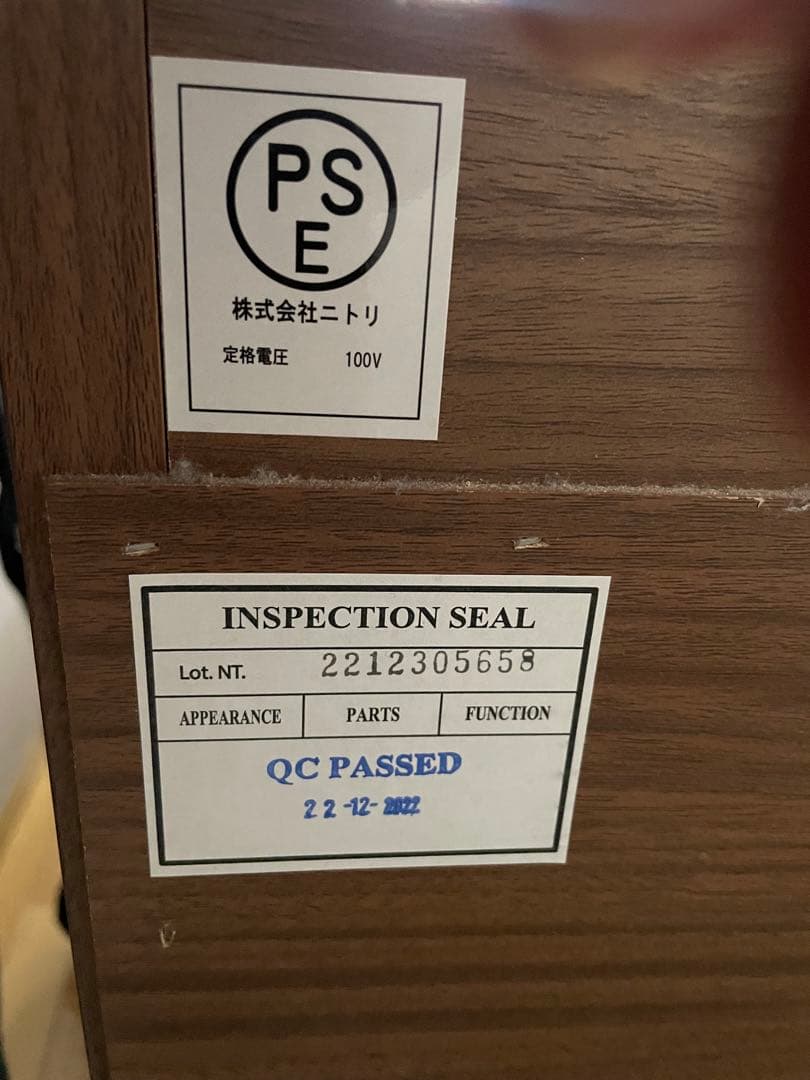 PS
E
株式会社ニトリ
定格電圧 100V
INSPECTION SEAL
Lot. NT. 2212305658
APPEARANCE PARTS FUNCTION
QC PASSED
22-12-2022